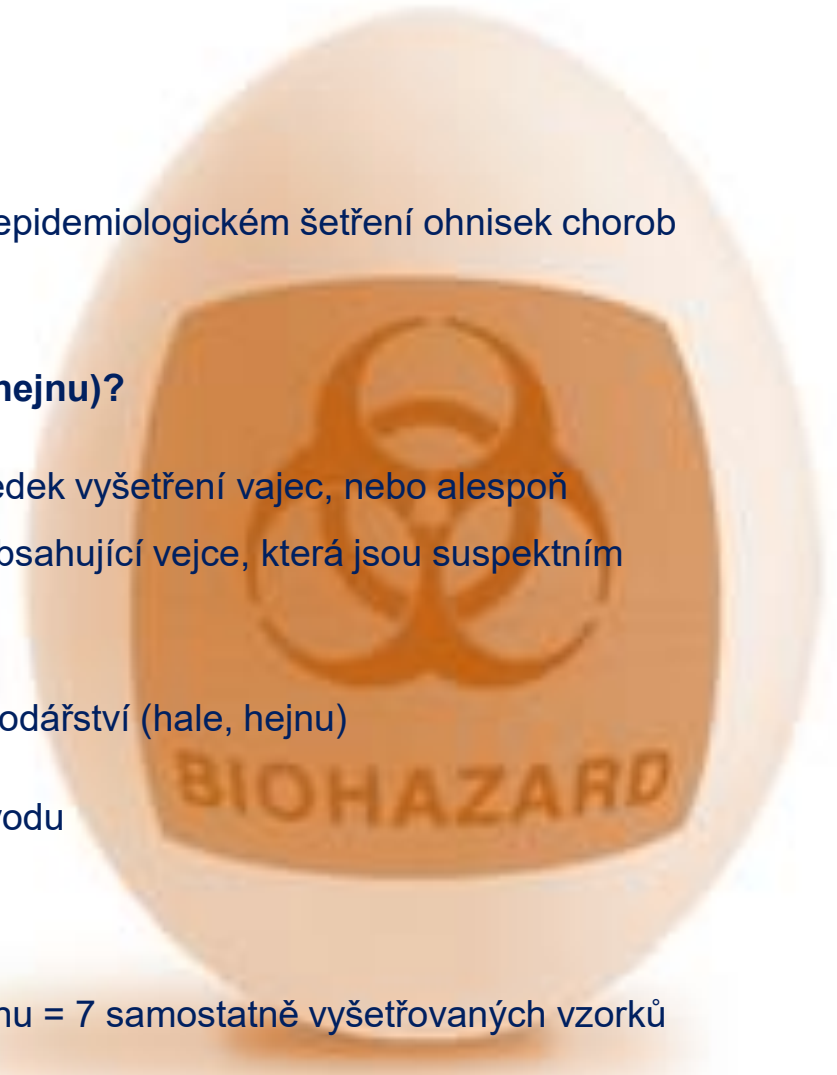 epidemiologickém šetření ohnisek chorob
hejnu)?
edek vyšetření vajec, nebo alespoň
bsahující vejce, která jsou suspektním
odářství (hale, hejnu)
vodu
BIOHAZARD
nu = 7 samostatně vyšetřovaných vzorků